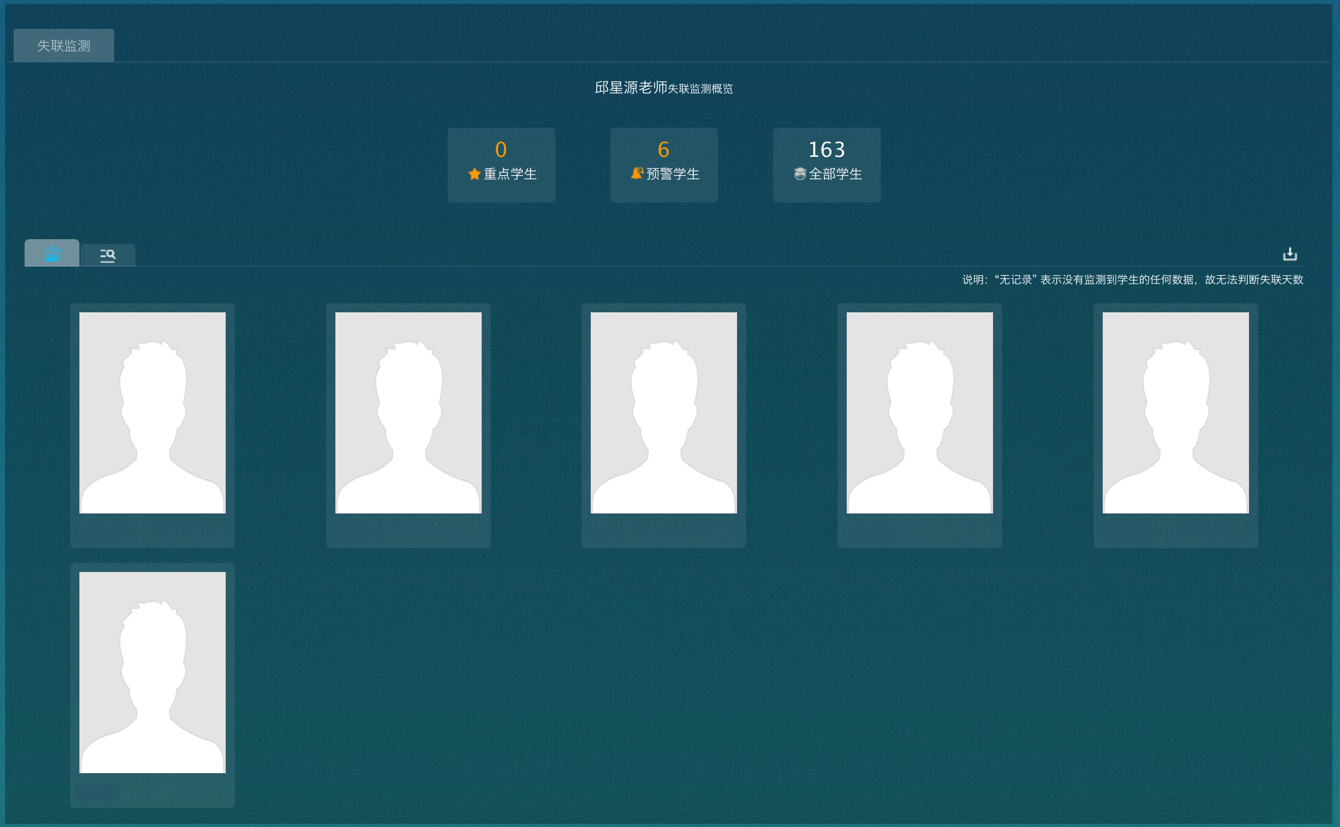 失联监测
邱星源老师失联监测概览
0
重点学生
6
预警学生
163
全部学生
说明：“无记录” 表示没有监测到学生的任何数据，故无法判断失联天数